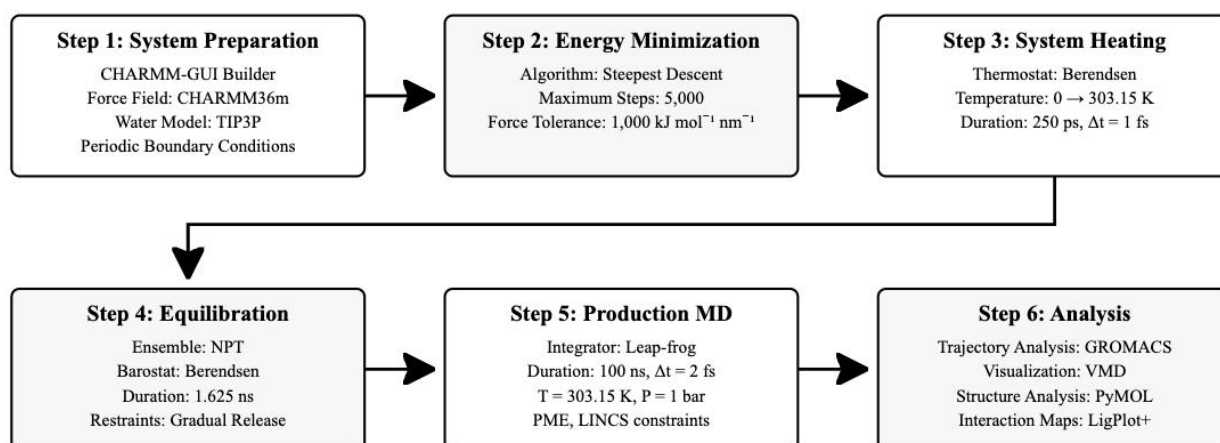 Step 1: System Preparation
CHARMM-GUI Builder
Force Field: CHARMM36m
Water Model: TIP3P
Periodic Boundary Conditions
Step 2: Energy Minimization
Algorithm: Steepest Descent
Maximum Steps: 5,000
Force Tolerance: 1,000 kJ mol⁻¹ nm⁻¹
Step 3: System Heating
Thermostat: Berendsen
Temperature: 0 → 303.15 K
Duration: 250 ps, Δt = 1 fs
Step 4: Equilibration
Ensemble: NPT
Barostat: Berendsen
Duration: 1.625 ns
Restraints: Gradual Release
Step 5: Production MD
Integrator: Leap-frog
Duration: 100 ns, Δt = 2 fs
T = 303.15 K, P = 1 bar
PME, LINCS constraints
Step 6: Analysis
Trajectory Analysis: GROMACS
Visualization: VMD
Structure Analysis: PyMOL
Interaction Maps: LigPlot+